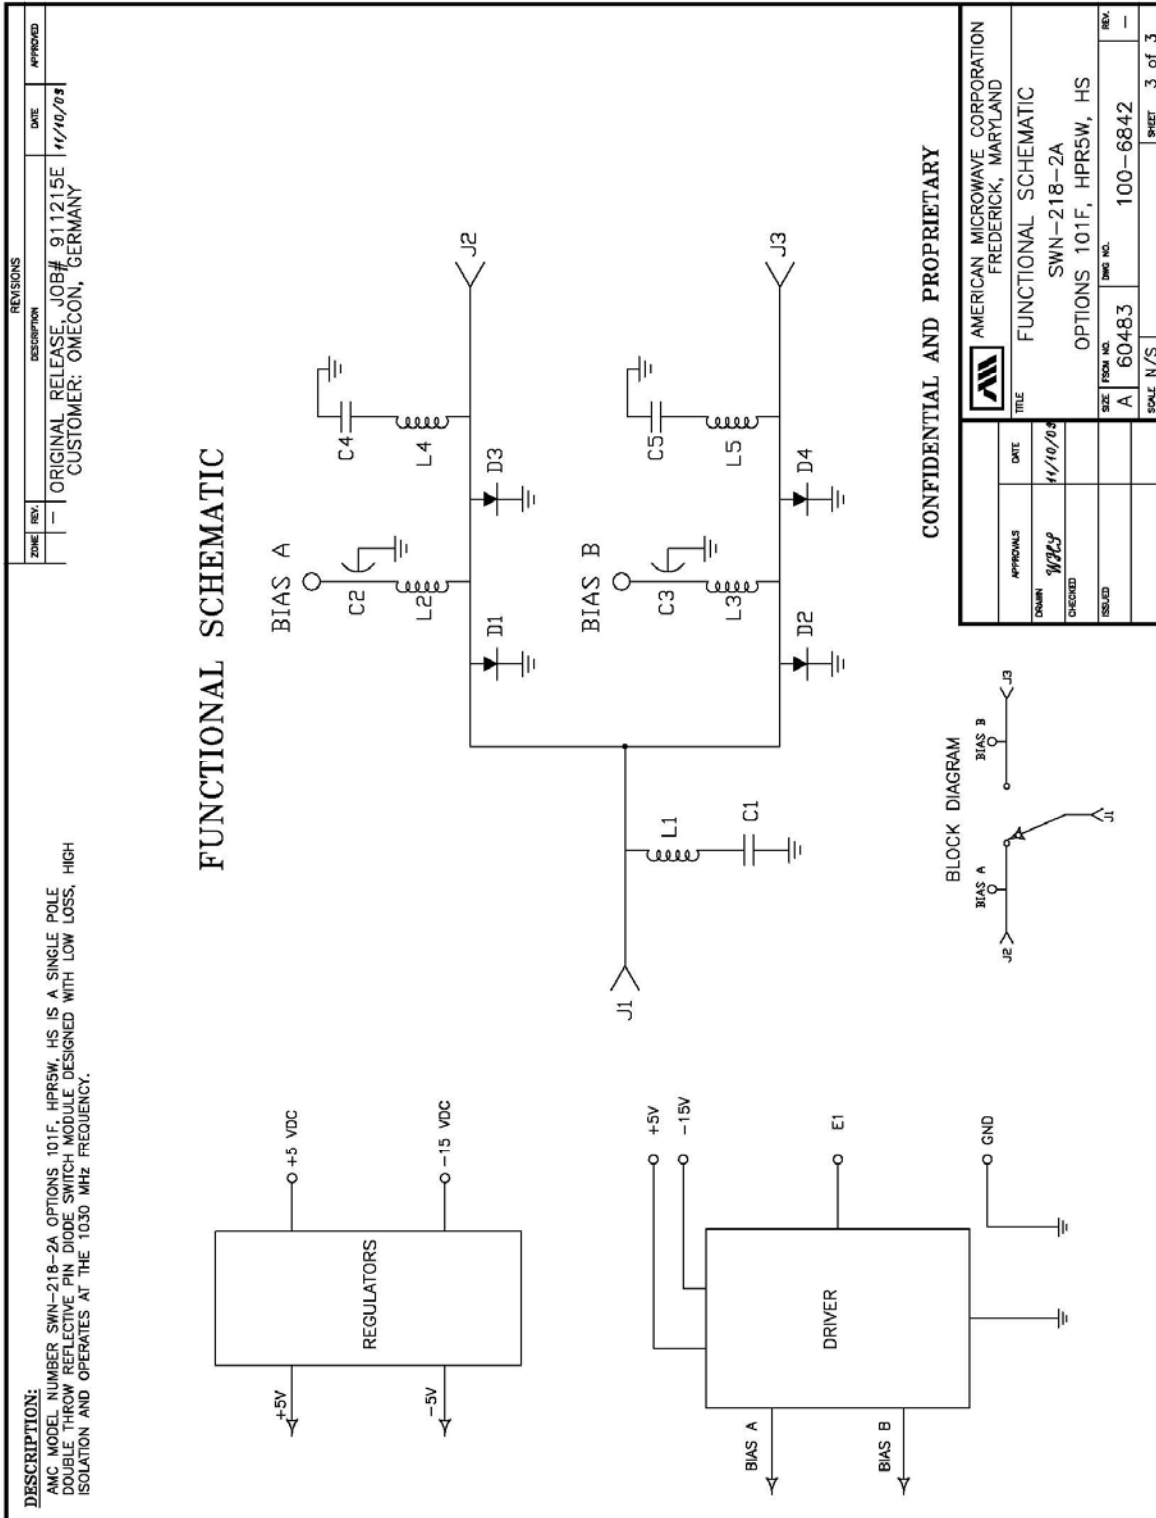 DESCRIPTION:
AMC MODEL NUMBER SWN-218-2A OPTIONS 101F, HPR5W, HS IS A SINGLE POLE
DOUBLE THROW REFLECTIVE PIN DIODE SWITCH MODULE DESIGNED WITH LOW LOSS, HIGH
ISOLATION AND OPERATES AT THE 1030 MHz FREQUENCY.
REVISIONS
ZONE REV. DESCRIPTION DATE APPROVED
– ORIGINAL RELEASE, JOB# 911215E 11/10/09
CUSTOMER: OMECON, GERMANY
FUNCTIONAL SCHEMATIC
+5V
-5V
REGULATORS
+5 VDC
-15 VDC
BIAS A
BIAS B
DRIVER
+5V
-15V
E1
GND
BIAS A
C2
L2
C4
L4
D1
D3
J2
BIAS B
C3
L3
C5
L5
D2
D4
J3
J1
L1
C1
BLOCK DIAGRAM
BIAS A
BIAS B
J2
J3
J1
CONFIDENTIAL AND PROPRIETARY
APPROVALS DATE
DRAWN WHS 11/10/09
CHECKED
ISSUED
AMERICAN MICROWAVE CORPORATION
FREDERICK, MARYLAND
TITLE
FUNCTIONAL SCHEMATIC
SWN-218-2A
OPTIONS 101F, HPR5W, HS
SIZE A
FSCM NO. 60483
DWG NO. 100-6842
REV. –
SCALE N/S
SHEET 3 of 3